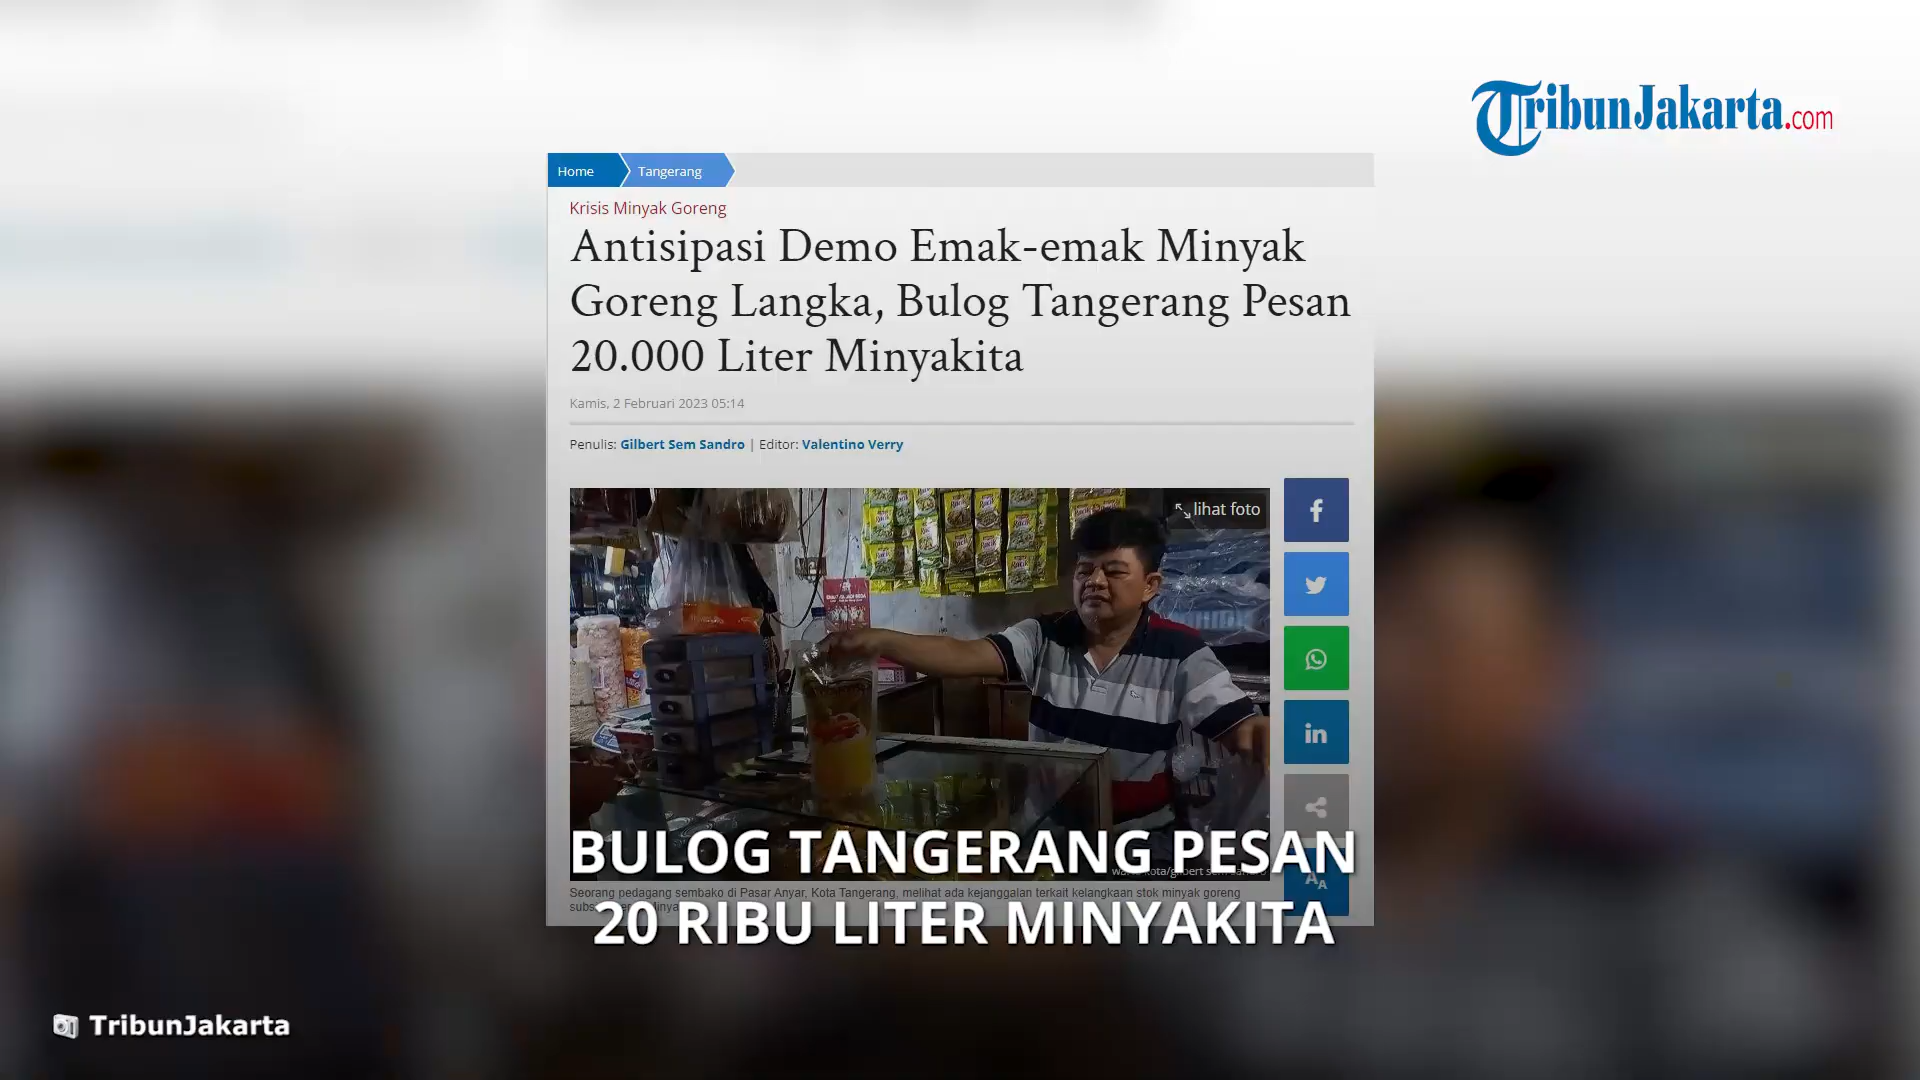 TribunJakarta.com
Home
Tangerang
Krisis Minyak Goreng
Antisipasi Demo Emak-emak Minyak
Goreng Langka, Bulog Tangerang Pesan
20.000 Liter Minyakita
Kamis, 2 Februari 2023 05:14
Penulis: Gilbert Sem Sandro | Editor: Valentino Verry
lihat foto
BULOG TANGERANG PESAN
Seorang pedagang sembako di Pasar Anyar, Kota Tangerang, melihat ada kejanggalan terkait kelangkaan stok minyak goreng
20 RIBU LITER MINYAKITA
TribunJakarta